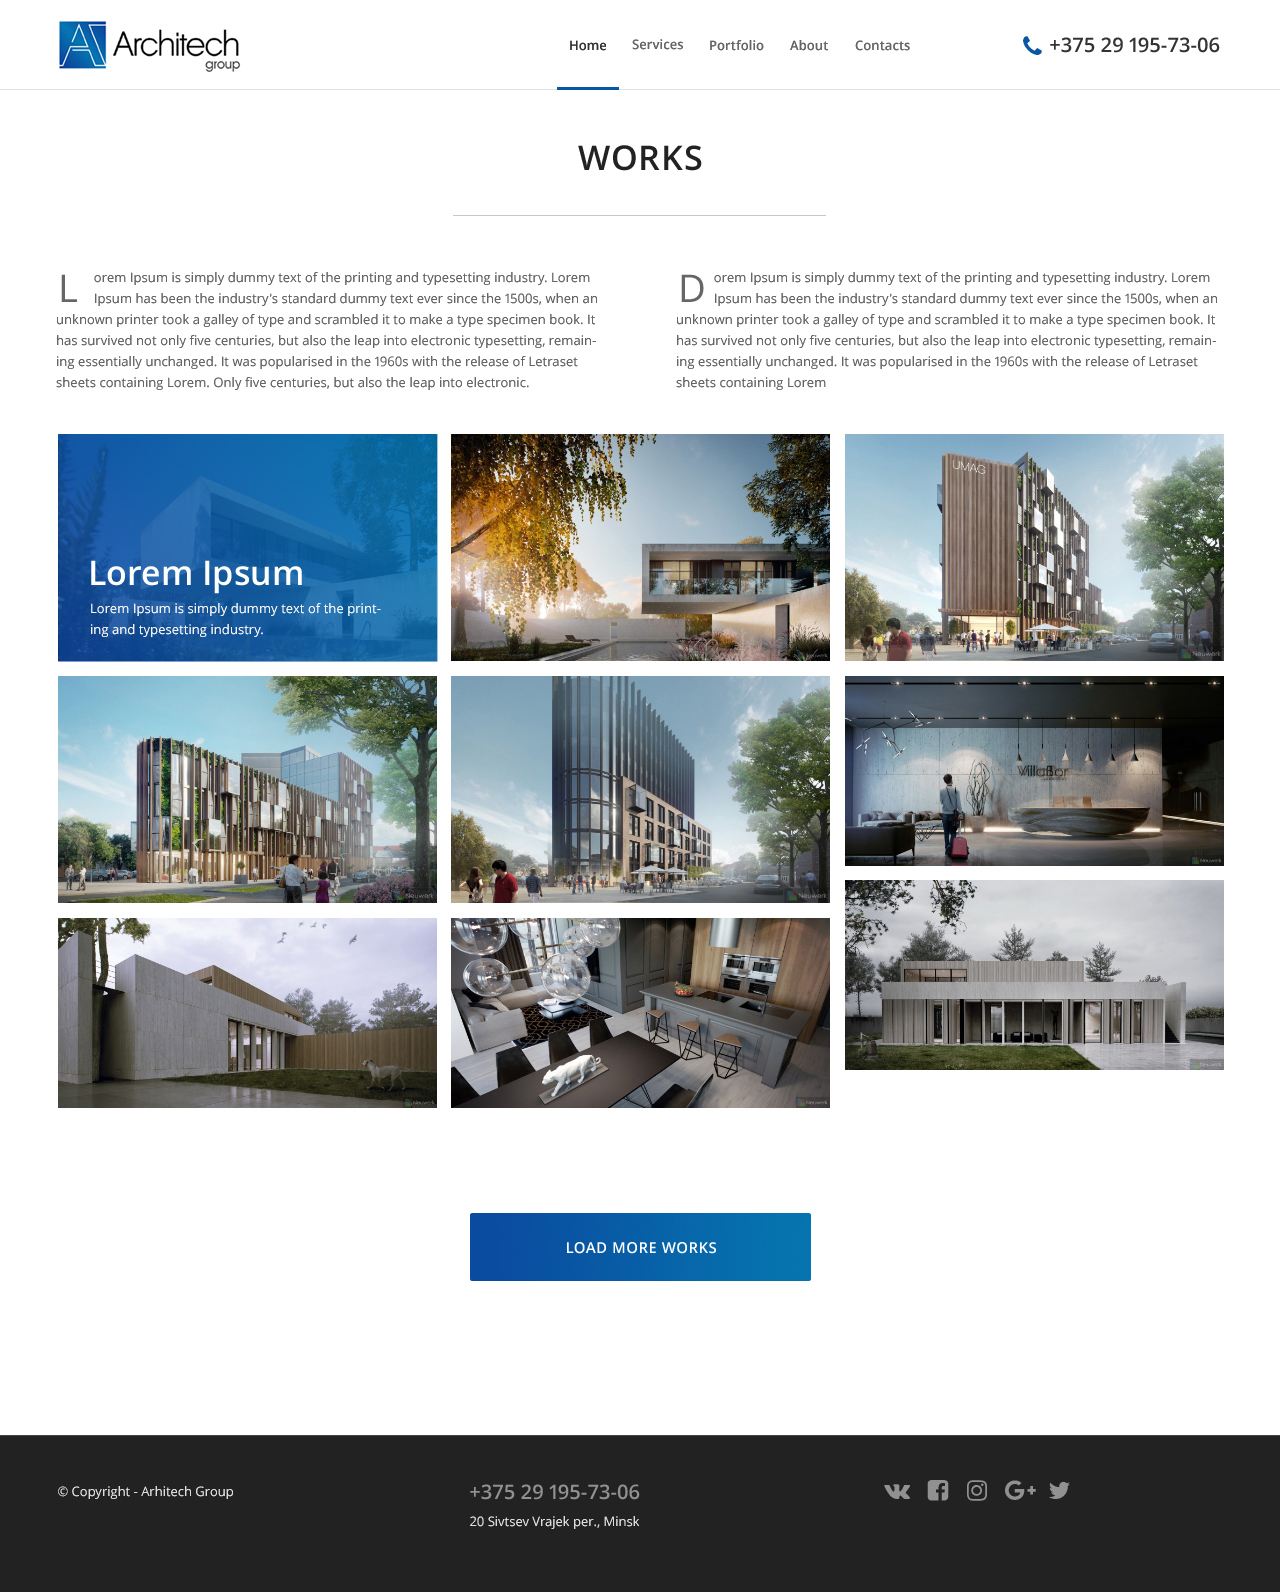 Architech
group
Home Services Portfolio About Contacts
+375 29 195-73-06
WORKS
Lorem Ipsum is simply dummy text of the printing and typesetting industry. Lorem
Ipsum has been the industry's standard dummy text ever since the 1500s, when an
unknown printer took a galley of type and scrambled it to make a type specimen book. It
has survived not only five centuries, but also the leap into electronic typesetting, remain-
ing essentially unchanged. It was popularised in the 1960s with the release of Letraset
sheets containing Lorem. Only five centuries, but also the leap into electronic.
Dorem Ipsum is simply dummy text of the printing and typesetting industry. Lorem
Ipsum has been the industry's standard dummy text ever since the 1500s, when an
unknown printer took a galley of type and scrambled it to make a type specimen book. It
has survived not only five centuries, but also the leap into electronic typesetting, remain-
ing essentially unchanged. It was popularised in the 1960s with the release of Letraset
sheets containing Lorem
Lorem Ipsum
Lorem Ipsum is simply dummy text of the print-
ing and typesetting industry.
UMAG
LOAD MORE WORKS
© Copyright - Arhitech Group
+375 29 195-73-06
20 Sivtsev Vrajek per., Minsk